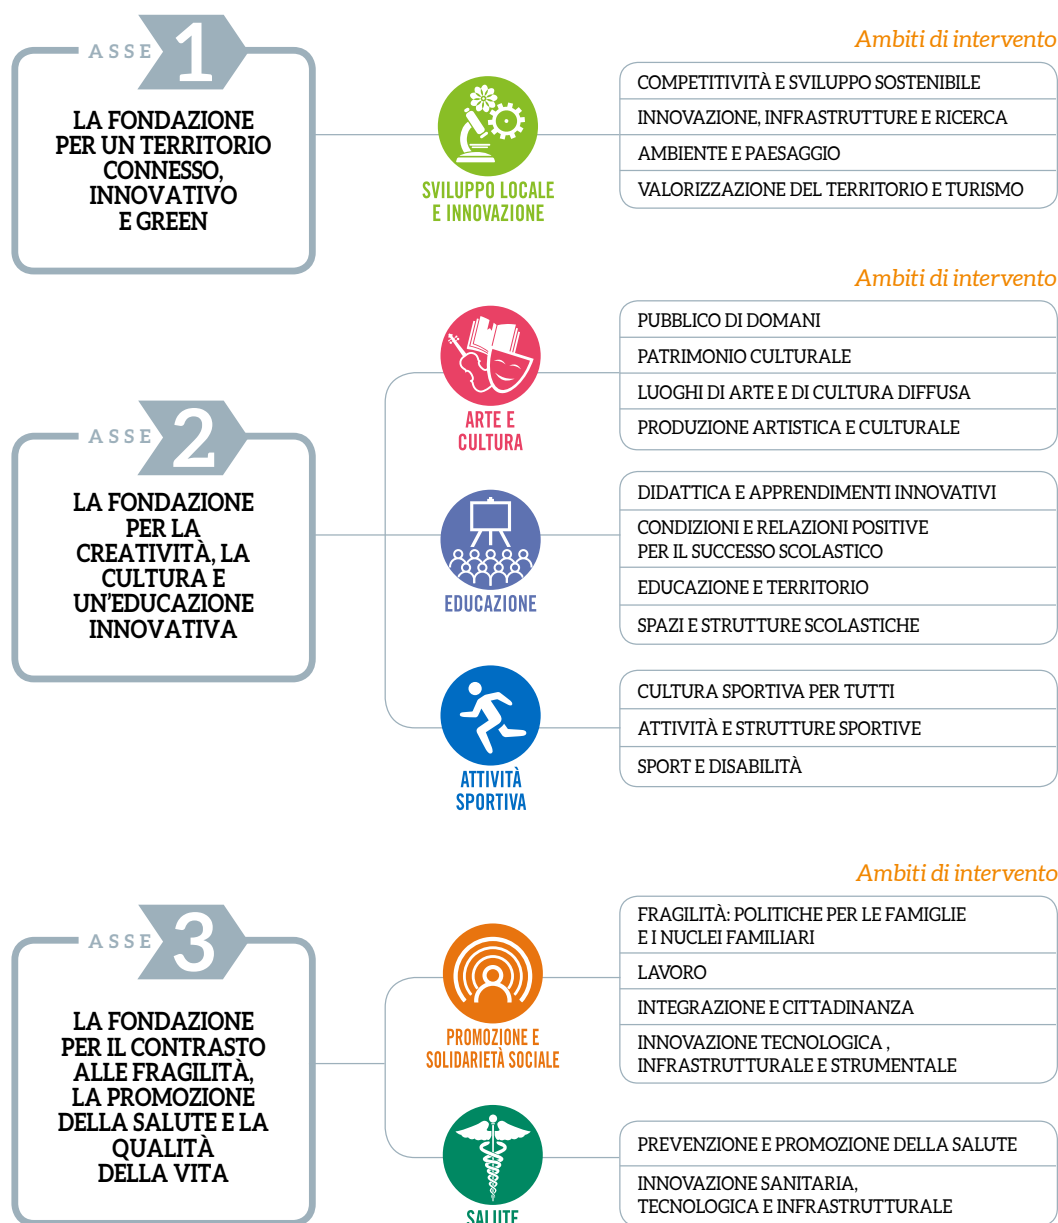 ASSE 1
LA FONDAZIONE
PER UN TERRITORIO
CONNESSO,
INNOVATIVO
E GREEN
SVILUPPO LOCALE
E INNOVAZIONE
Ambiti di intervento
COMPETITIVITÀ E SVILUPPO SOSTENIBILE
INNOVAZIONE, INFRASTRUTTURE E RICERCA
AMBIENTE E PAESAGGIO
VALORIZZAZIONE DEL TERRITORIO E TURISMO
ASSE 2
LA FONDAZIONE
PER LA
CREATIVITÀ, LA
CULTURA E
UN'EDUCAZIONE
INNOVATIVA
Ambiti di intervento
ARTE E
CULTURA
PUBBLICO DI DOMANI
PATRIMONIO CULTURALE
LUOGHI DI ARTE E DI CULTURA DIFFUSA
PRODUZIONE ARTISTICA E CULTURALE
EDUCAZIONE
DIDATTICA E APPRENDIMENTI INNOVATIVI
CONDIZIONI E RELAZIONI POSITIVE
PER IL SUCCESSO SCOLASTICO
EDUCAZIONE E TERRITORIO
SPAZI E STRUTTURE SCOLASTICHE
ATTIVITÀ
SPORTIVA
CULTURA SPORTIVA PER TUTTI
ATTIVITÀ E STRUTTURE SPORTIVE
SPORT E DISABILITÀ
ASSE 3
LA FONDAZIONE
PER IL CONTRASTO
ALLE FRAGILITÀ,
LA PROMOZIONE
DELLA SALUTE E LA
QUALITÀ
DELLA VITA
Ambiti di intervento
PROMOZIONE E
SOLIDARIETÀ SOCIALE
FRAGILITÀ: POLITICHE PER LE FAMIGLIE
E I NUCLEI FAMILIARI
LAVORO
INTEGRAZIONE E CITTADINANZA
INNOVAZIONE TECNOLOGICA ,
INFRASTRUTTURALE E STRUMENTALE
SALUTE
PREVENZIONE E PROMOZIONE DELLA SALUTE
INNOVAZIONE SANITARIA,
TECNOLOGICA E INFRASTRUTTURALE